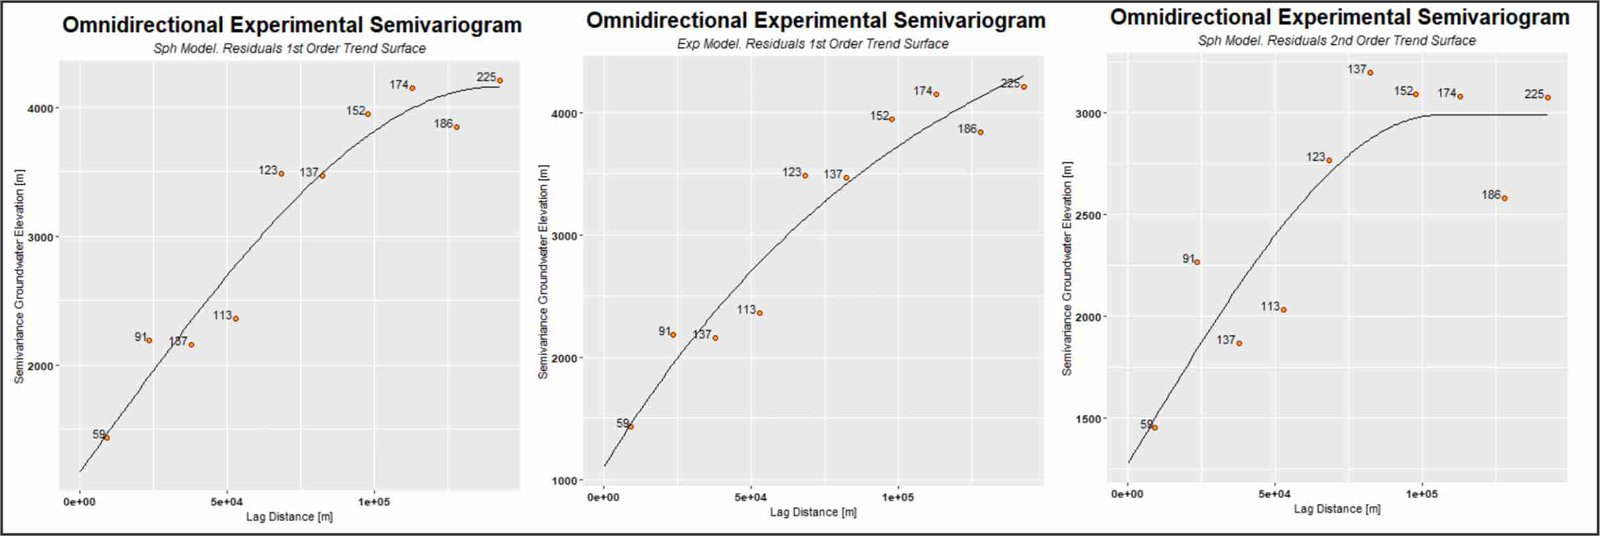 Omnidirectional Experimental Semivariogram
Sph Model. Residuals 1st Order Trend Surface
Semivariance Groundwater Elevation [m]
4000
3000
2000
59
91
137
113
123
137
152
174
186
225
0e+00
5e+04
1e+05
Lag Distance [m]
Omnidirectional Experimental Semivariogram
Exp Model. Residuals 1st Order Trend Surface
Semivariance Groundwater Elevation [m]
4000
3000
2000
1000
59
91
137
113
123
137
152
174
186
225
0e+00
5e+04
1e+05
Lag Distance [m]
Omnidirectional Experimental Semivariogram
Sph Model. Residuals 2nd Order Trend Surface
Semivariance Groundwater Elevation [m]
3000
2500
2000
1500
59
91
137
113
123
137
152
174
186
225
0e+00
5e+04
1e+05
Lag Distance [m]